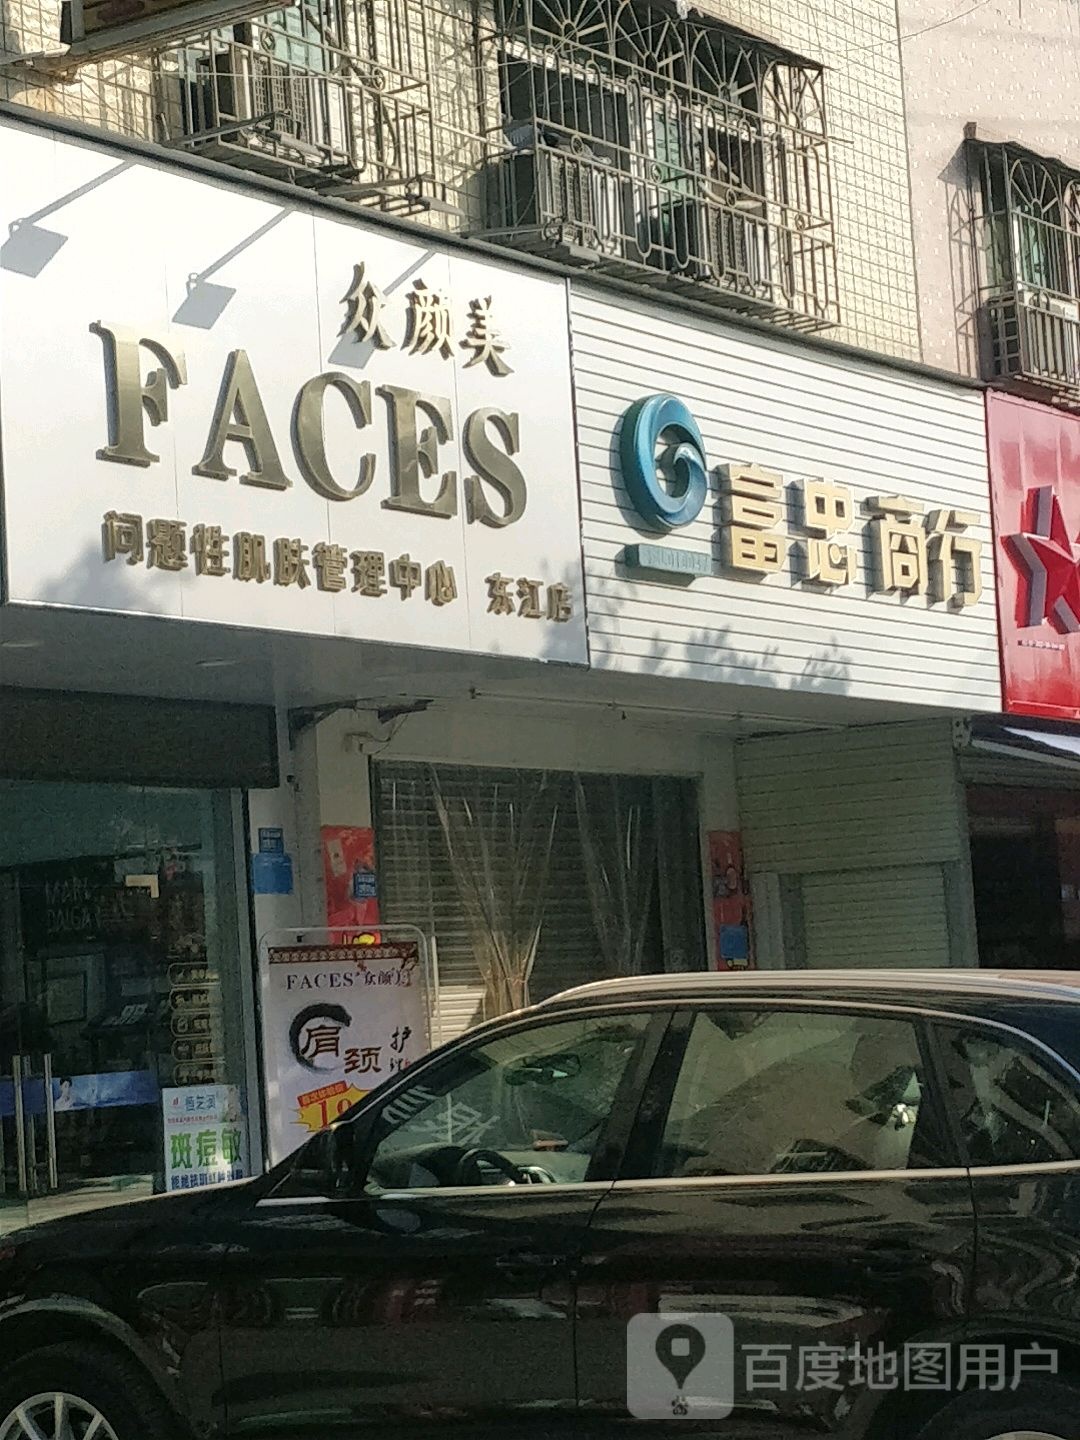 众颜美
FACES
问题性肌肤管理中心 东江店
富忠商行
FACES 众颜美
肩颈护
斑痘敏
百度地图用户